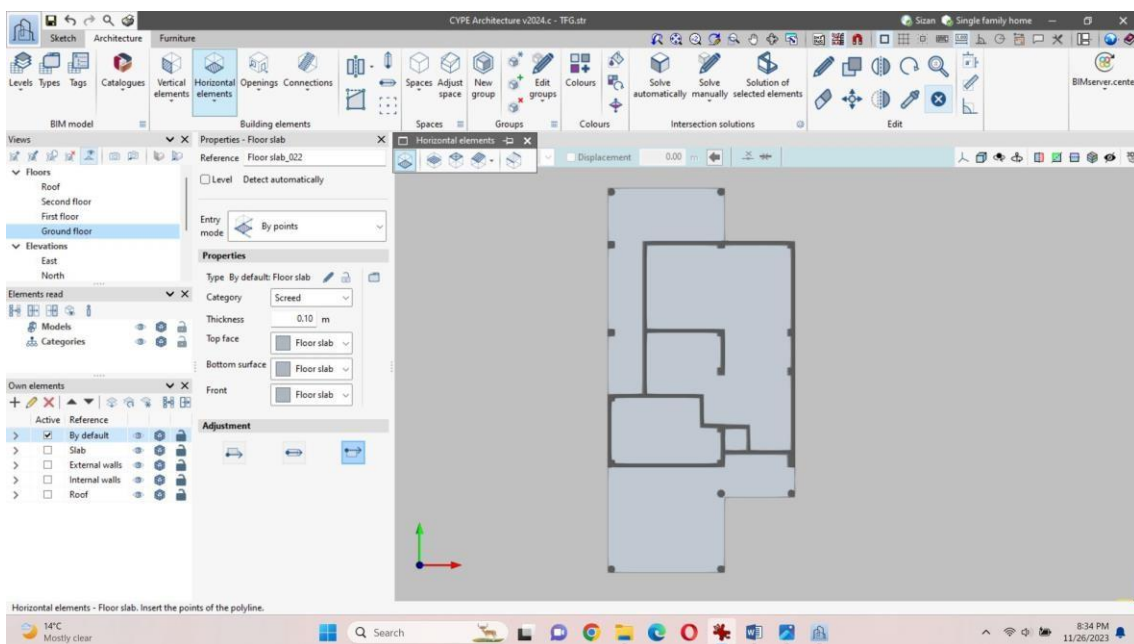 CYPE Architecture v2024.c - TFG.str
Sizan
Single family home
Sketch
Architecture
Furniture
Levels
Types
Tags
Catalogues
Vertical elements
Horizontal elements
Openings
Connections
Spaces
Adjust space
New group
Edit groups
Colours
Solve automatically
Solve manually
Solution of selected elements
BIMserver.cente
BIM model
Building elements
Spaces
Groups
Colours
Intersection solutions
Edit
Views
Floors
Roof
Second floor
First floor
Ground floor
Elevations
East
North
Elements read
Models
Categories
Own elements
Active
Reference
By default
Slab
External walls
Internal walls
Roof
Properties - Floor slab
Reference
Floor slab_022
Level
Detect automatically
Entry mode
By points
Properties
Type
By default: Floor slab
Category
Screed
Thickness
0.10
m
Top face
Floor slab
Bottom surface
Floor slab
Front
Floor slab
Adjustment
Horizontal elements
Displacement
0.00
m
Horizontal elements - Floor slab. Insert the points of the polyline.
14°C
Mostly clear
Search
8:34 PM
11/26/2023